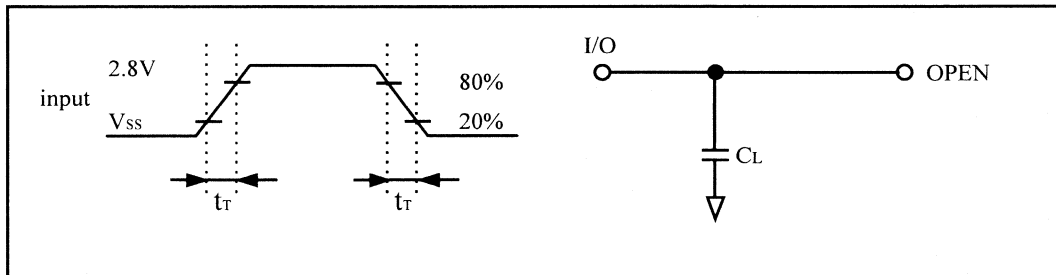 2.8V
input
Vss
80%
20%
tT
tT
I/O
OPEN
CL